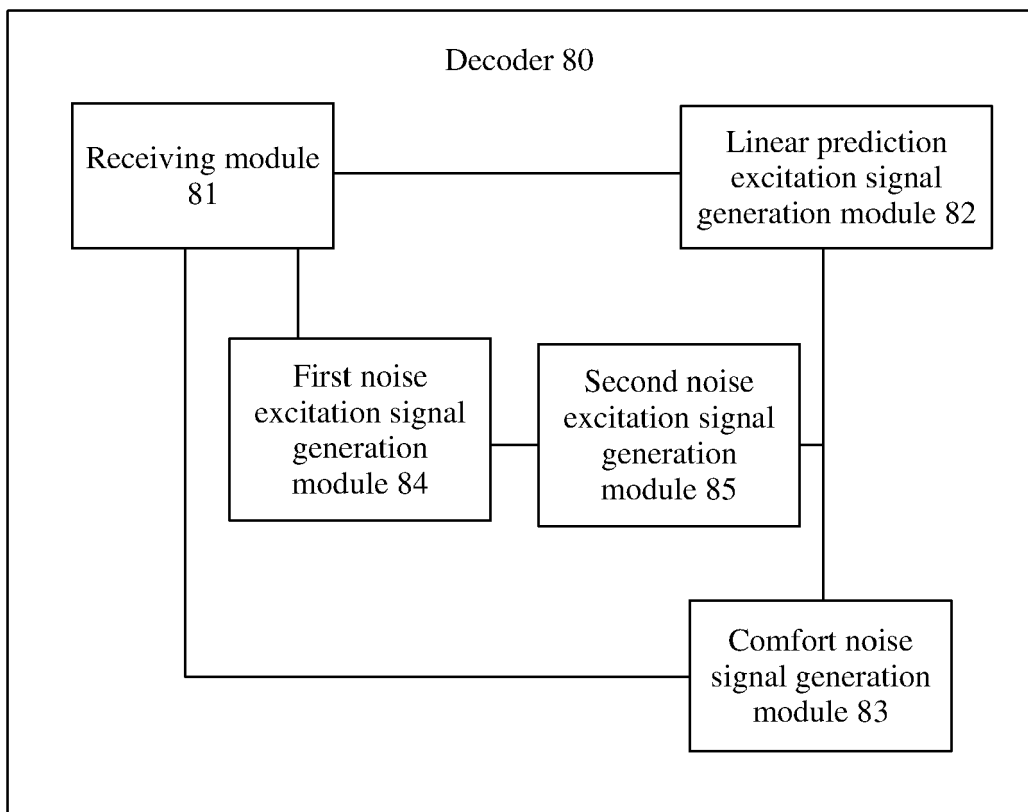 Decoder 80
Receiving module
81
Linear prediction
excitation signal
generation module 82
First noise
excitation signal
generation
module 84
Second noise
excitation signal
generation
module 85
Comfort noise
signal generation
module 83